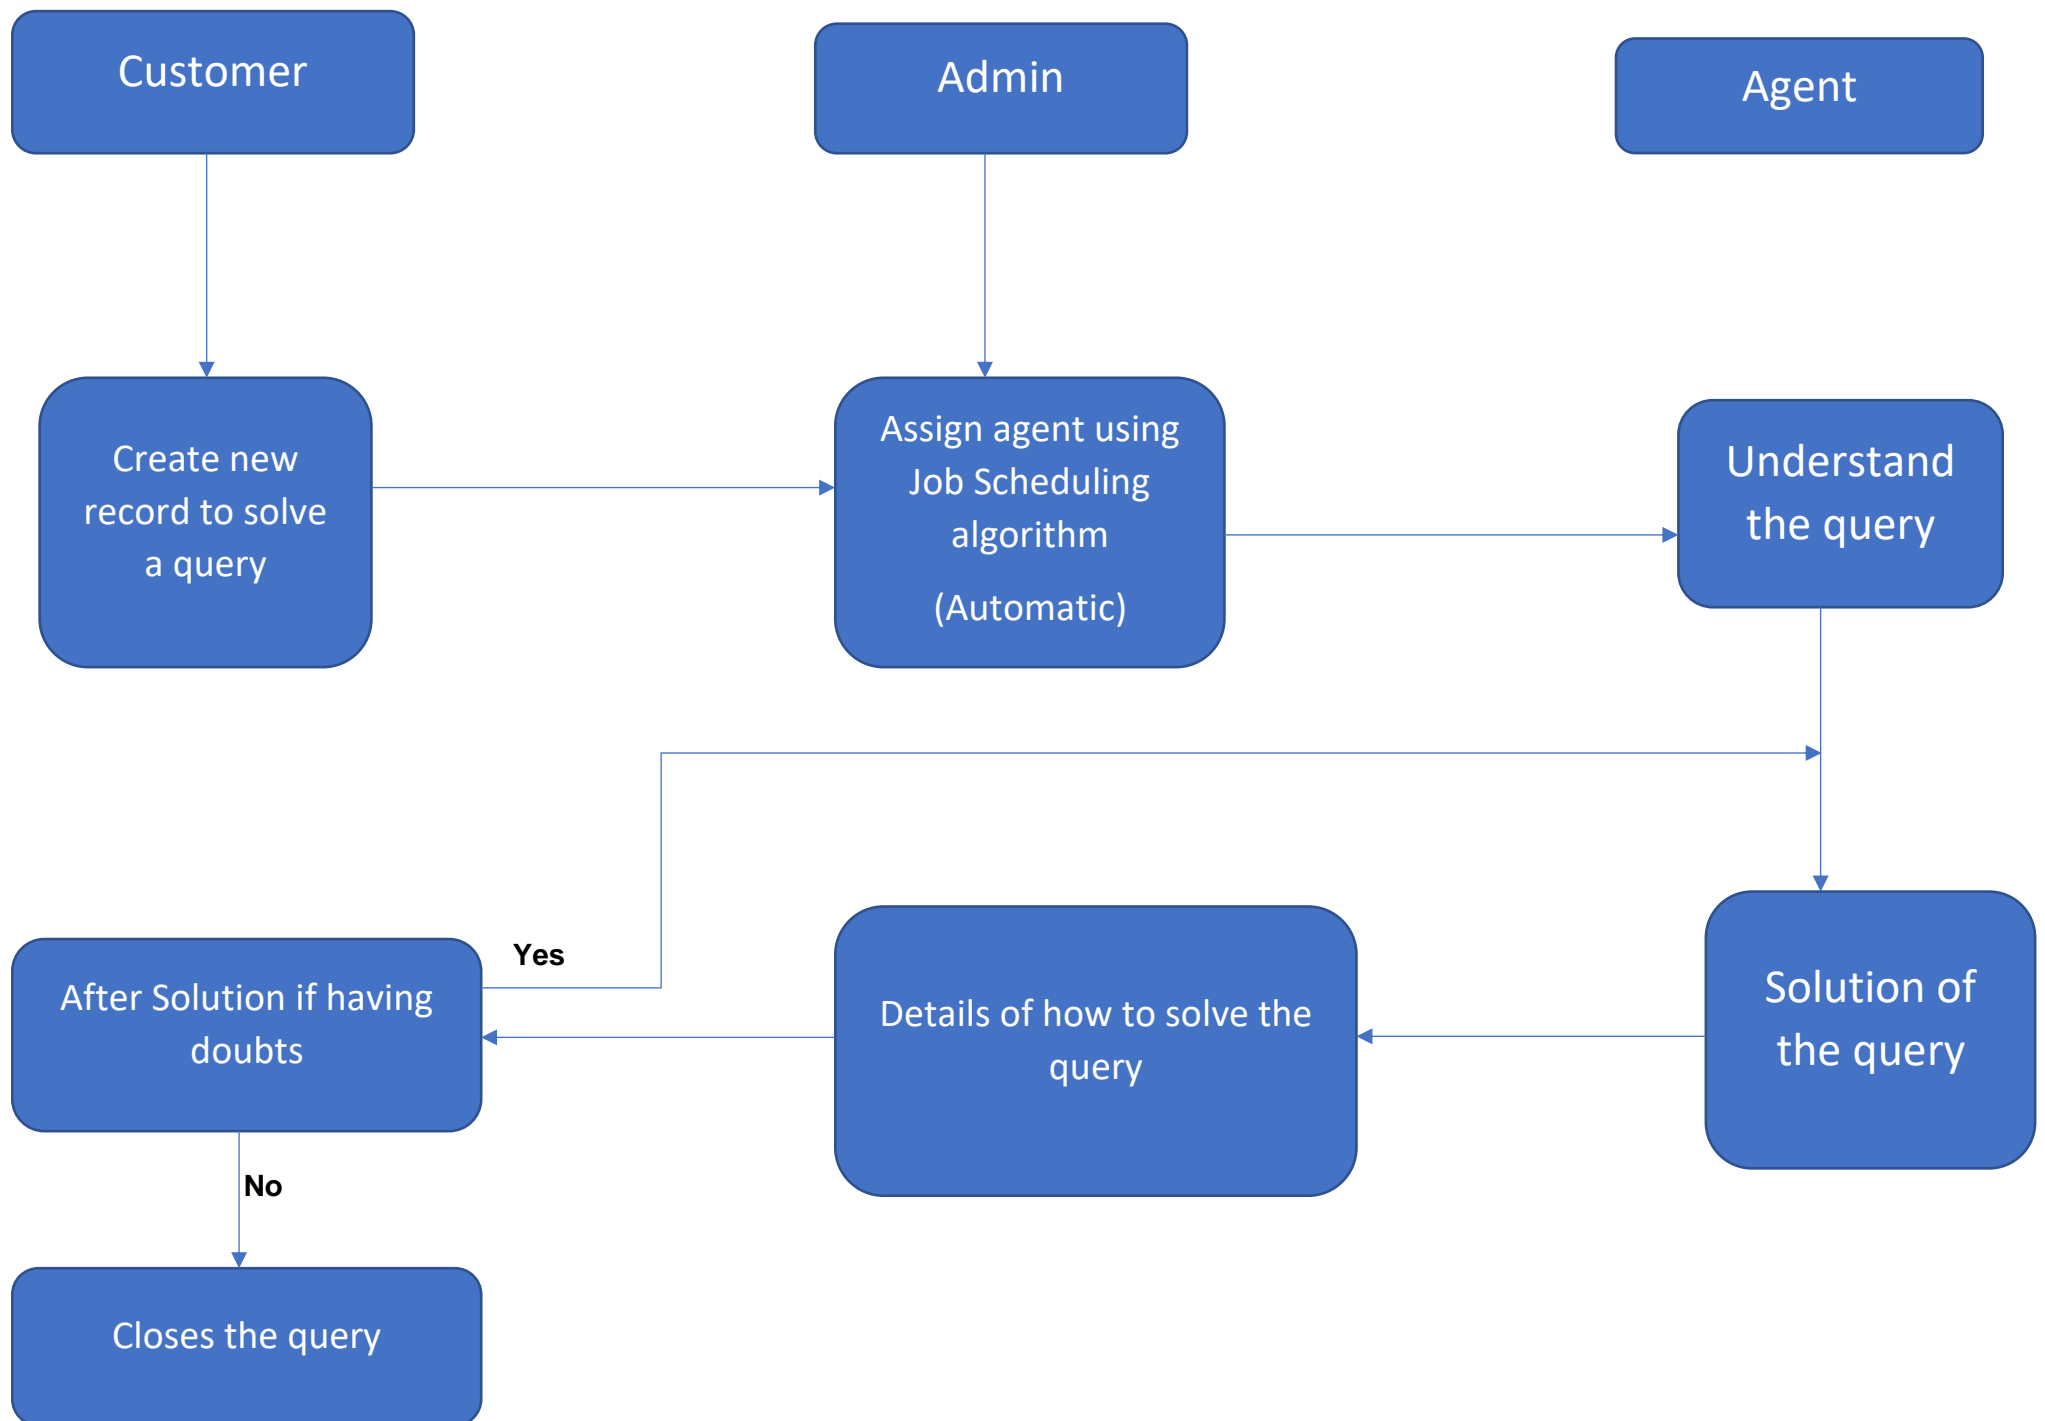 Customer
Admin
Agent
Create new
record to solve
a query
Assign agent using
Job Scheduling
algorithm
(Automatic)
Understand
the query
Yes
After Solution if having
doubts
Details of how to solve the
query
Solution of
the query
No
Closes the query